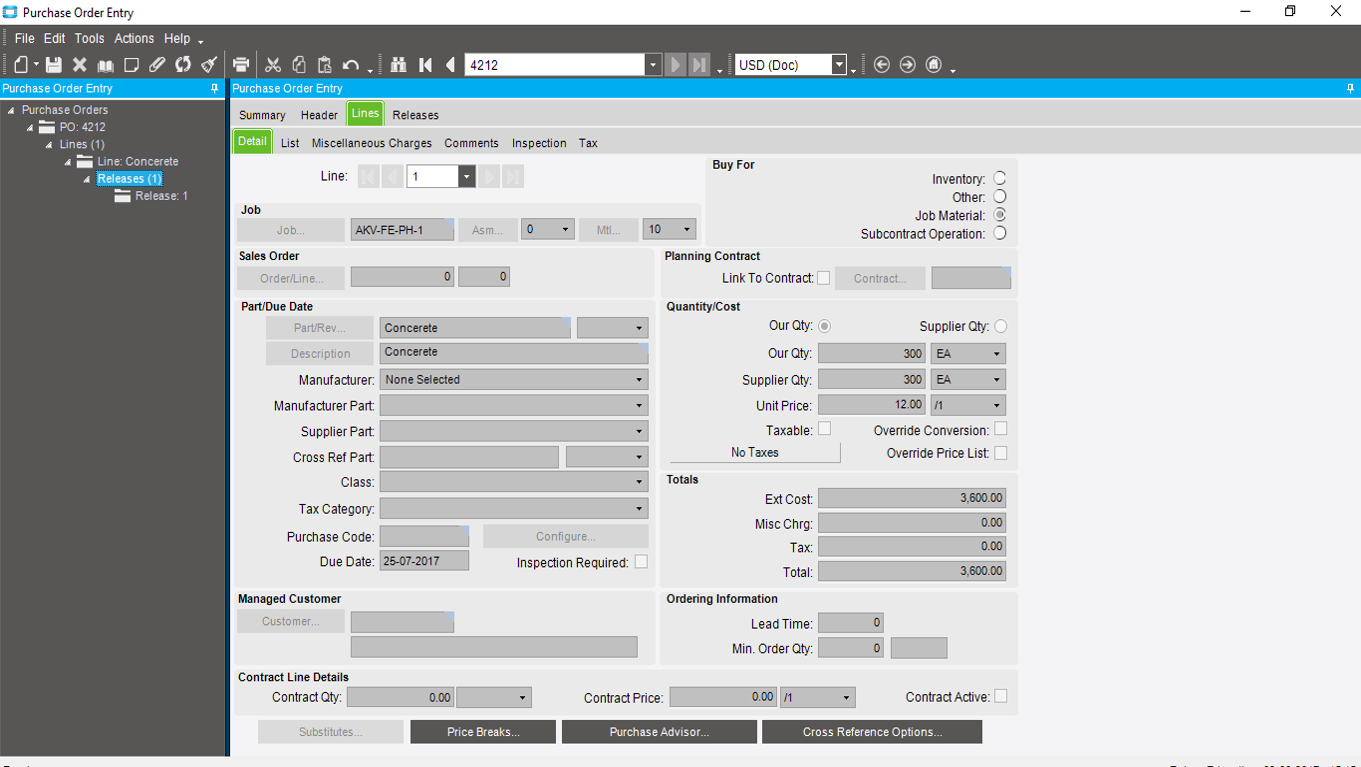 Purchase Order Entry
File Edit Tools Actions Help
4212
USD (Doc)
Purchase Order Entry
Purchase Orders
PO: 4212
Lines (1)
Line: Concerete
Releases (1)
Release: 1
Purchase Order Entry
Summary Header Lines Releases
Detail List Miscellaneous Charges Comments Inspection Tax
Line: 1
Buy For
Inventory:
Other:
Job Material:
Subcontract Operation:
Job
Job... AKV-FE-PH-1 Asm... 0 Mtl... 10
Sales Order
Order/Line... 0 0
Planning Contract
Link To Contract: Contract...
Part/Due Date
Part/Rev... Concerete
Description Concerete
Manufacturer: None Selected
Manufacturer Part:
Supplier Part:
Cross Ref Part:
Class:
Tax Category:
Purchase Code: Configure...
Due Date: 25-07-2017 Inspection Required:
Quantity/Cost
Our Qty: Supplier Qty:
Our Qty: 300 EA
Supplier Qty: 300 EA
Unit Price: 12.00 /1
Taxable: Override Conversion:
No Taxes Override Price List:
Totals
Ext Cost: 3,600.00
Misc Chrg: 0.00
Tax: 0.00
Total: 3,600.00
Managed Customer
Customer...
Ordering Information
Lead Time: 0
Min. Order Qty: 0
Contract Line Details
Contract Qty: 0.00 Contract Price: 0.00 /1 Contract Active:
Substitutes... Price Breaks... Purchase Advisor... Cross Reference Options...